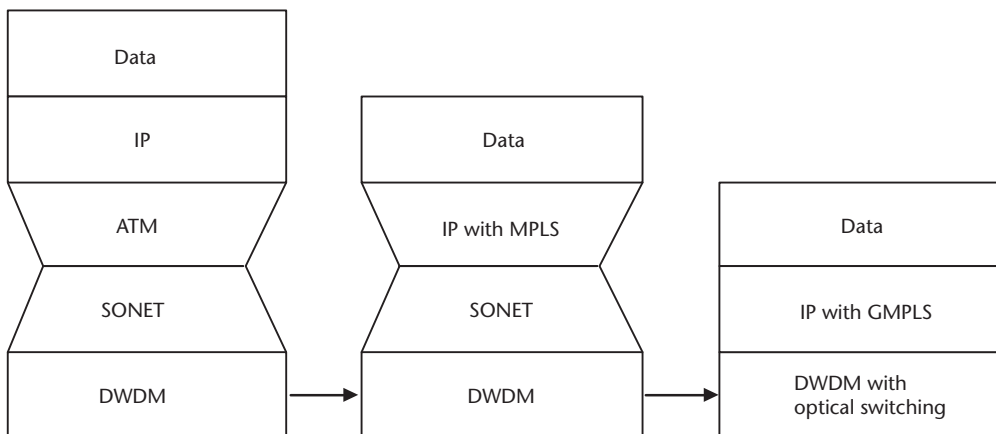 Data
IP
ATM
SONET
DWDM
Data
IP with MPLS
SONET
DWDM
Data
IP with GMPLS
DWDM with
optical switching